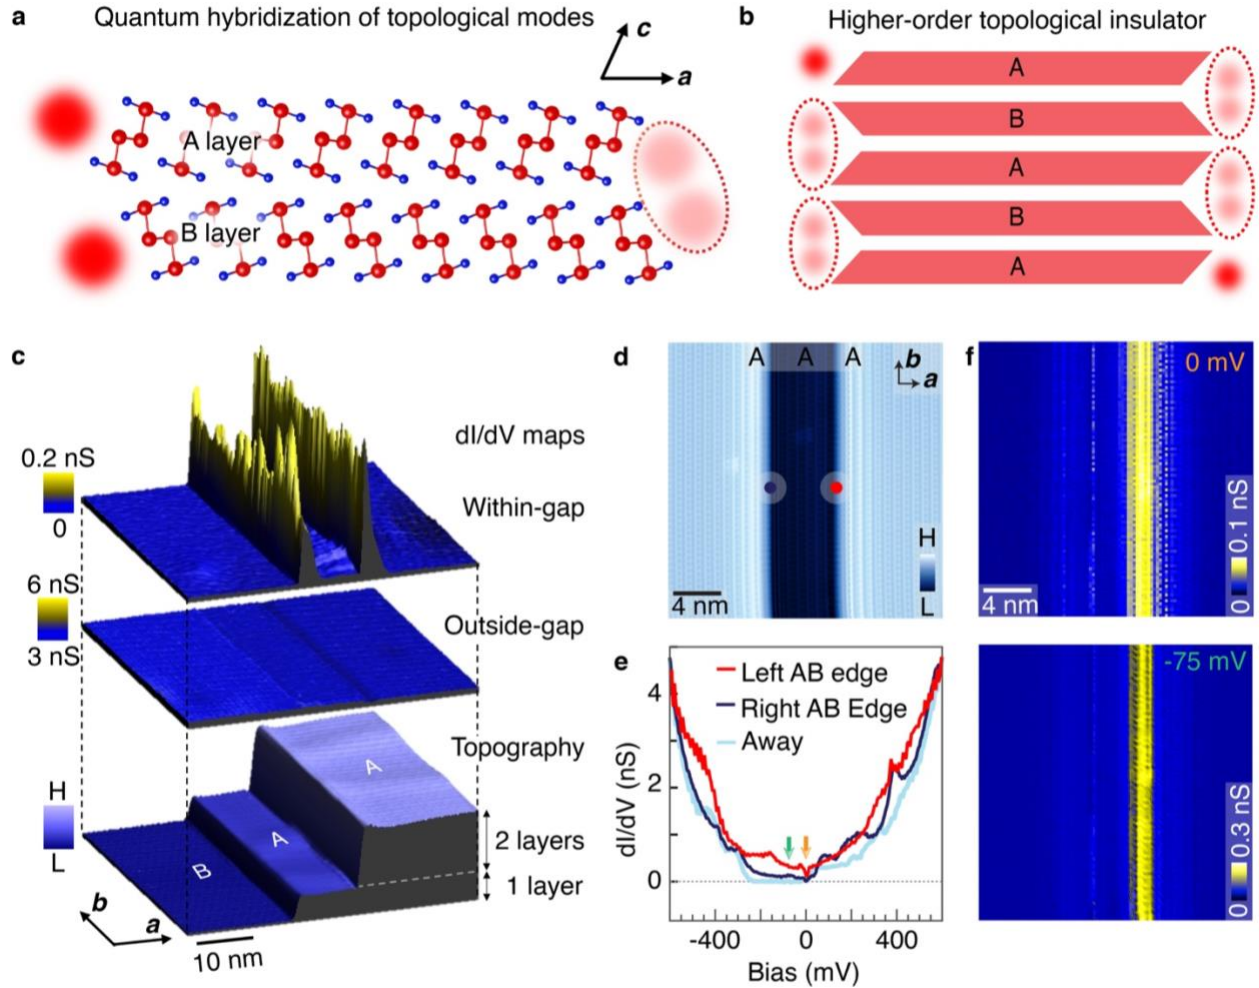 a Quantum hybridization of topological modes
c
a
A layer
B layer
b Higher-order topological insulator
A
B
A
B
A
c
0.2 nS
0
dI/dV maps
Within-gap
6 nS
3 nS
Outside-gap
Topography
H
L
A
A
B
2 layers
1 layer
b
a
10 nm
d
A A A
b
a
H
L
4 nm
e
Left AB edge
Right AB Edge
Away
dI/dV (nS)
4
2
0
-400 0 400
Bias (mV)
f
0 mV
4 nm
0 0.1 nS
-75 mV
0 0.3 nS